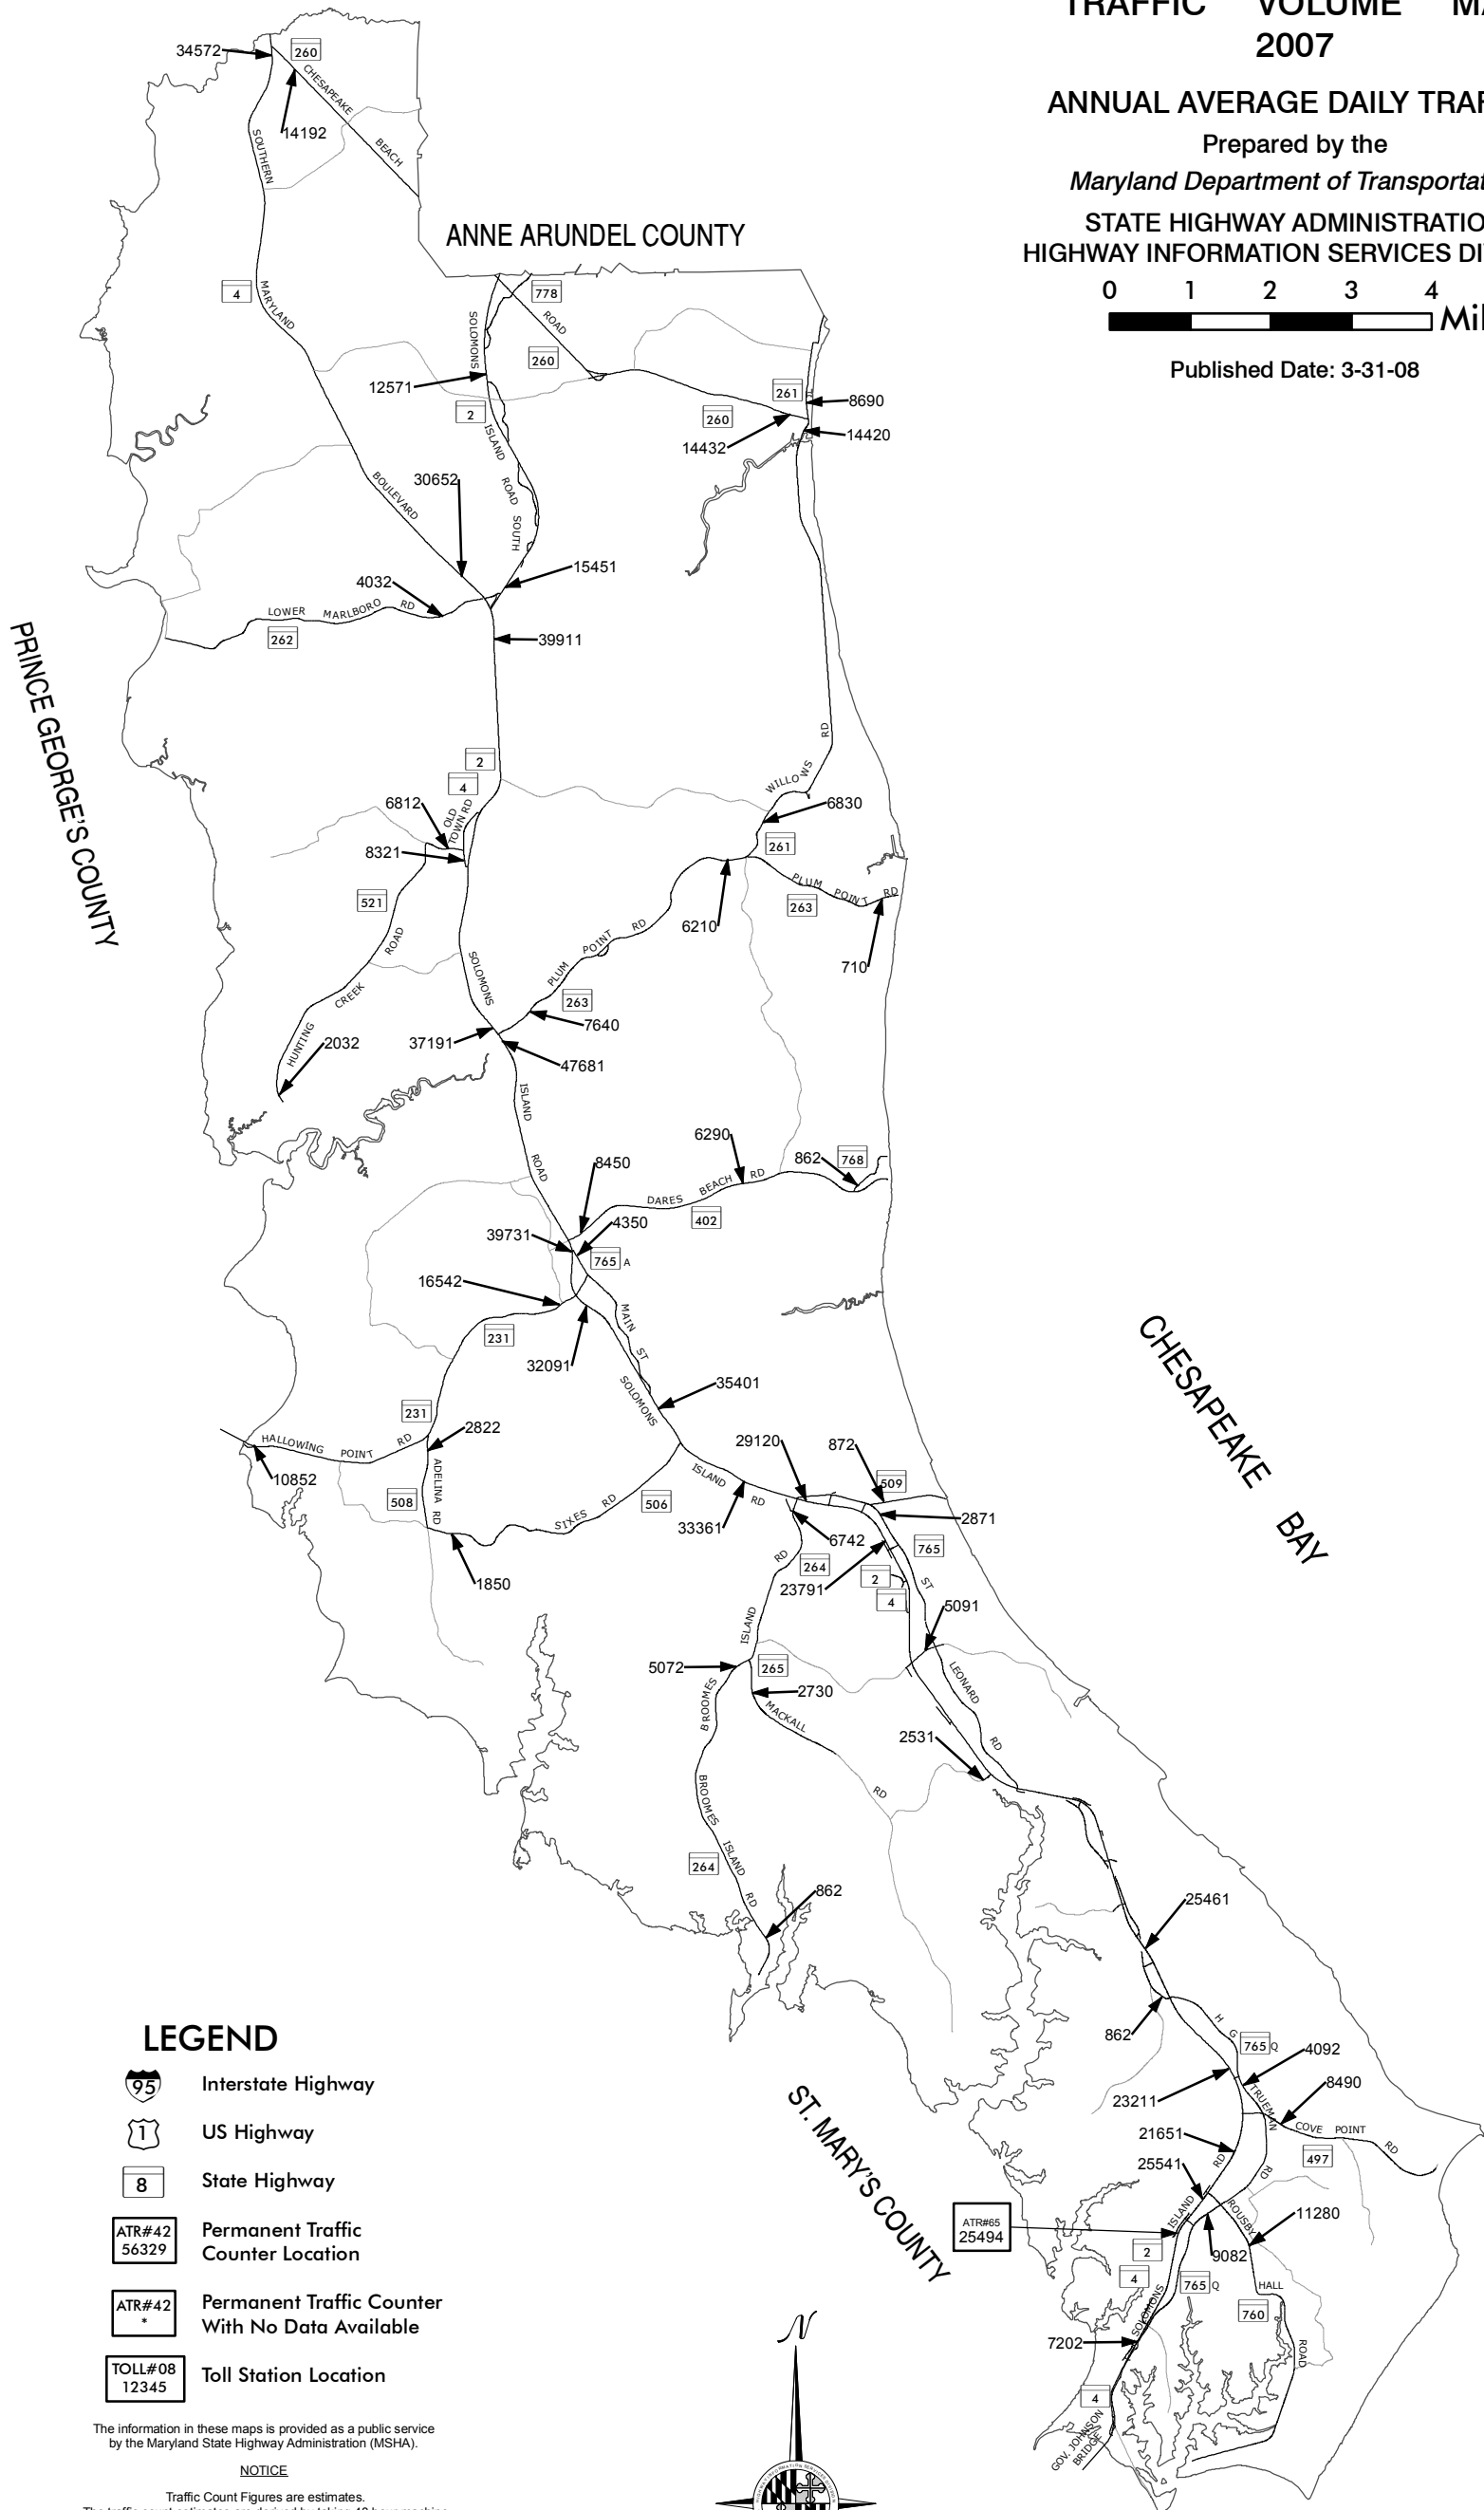 TRAFFIC VOLUME
2007
ANNUAL AVERAGE DAILY
Prepared by the
Maryland Department of
STATE HIGHWAY
HIGHWAY INFORMATION SERVICES
0 1 2 3 4
Published Date: 3-31-08
34572
260
CHESAPEAKE
BEACH
14192
SOUTHERN
ANNE ARUNDEL COUNTY
4
MARYLAND
778
SOLOMONS
ROAD
260
12571
2
261
8690
260
14432
14420
ISLAND
30652
BOULEVARD
ROAD
SOUTH
15451
4032
LOWER MARLBORO RD
262
39911
PRINCE GEORGE'S COUNTY
RD
2
4
WILLOWS
6812
OLD
TOWN RD
6830
8321
261
521
PLUM POINT RD
263
6210
710
ROAD
PLUM POINT RD
SOLOMONS
CREEK
263
HUNTING
2032
37191
7640
47681
ISLAND
6290
862
768
ROAD
8450
DARES BEACH RD
402
4350
39731
765 A
16542
MAIN
ST
231
32091
SOLOMONS
35401
CHESAPEAKE
BAY
231
2822
HALLOWING POINT RD
10852
ADELINA RD
508
29120
872
509
ISLAND
RD
506
SIXES RD
33361
2871
6742
765
RD
264
2
23791
4
ST
1850
ISLAND
5091
5072
265
2730
LEONARD
BROOMES
MACKALL
2531
RD
BROOMES
RD
ISLAND
264
RD
862
25461
862
H
G
765 Q
4092
8490
23211
TRUEMAN
COVE POINT
RD
497
21651
25541
RD
RD
ST. MARY'S COUNTY
ISLAND
ROUSBY
11280
ATR#65
25494
2
9082
4
765 Q
HALL
760
SOLOMONS
7202
ROAD
4
GOV. JOHNSON
BRIDGE
N
LEGEND
95 Interstate Highway
1 US Highway
8 State Highway
ATR#42
56329
Permanent Traffic
Counter Location
ATR#42
*
Permanent Traffic Counter
With No Data Available
TOLL#08
12345
Toll Station Location
The information in these maps is provided as a public service
by the Maryland State Highway Administration (MSHA).
NOTICE
Traffic Count Figures are estimates.